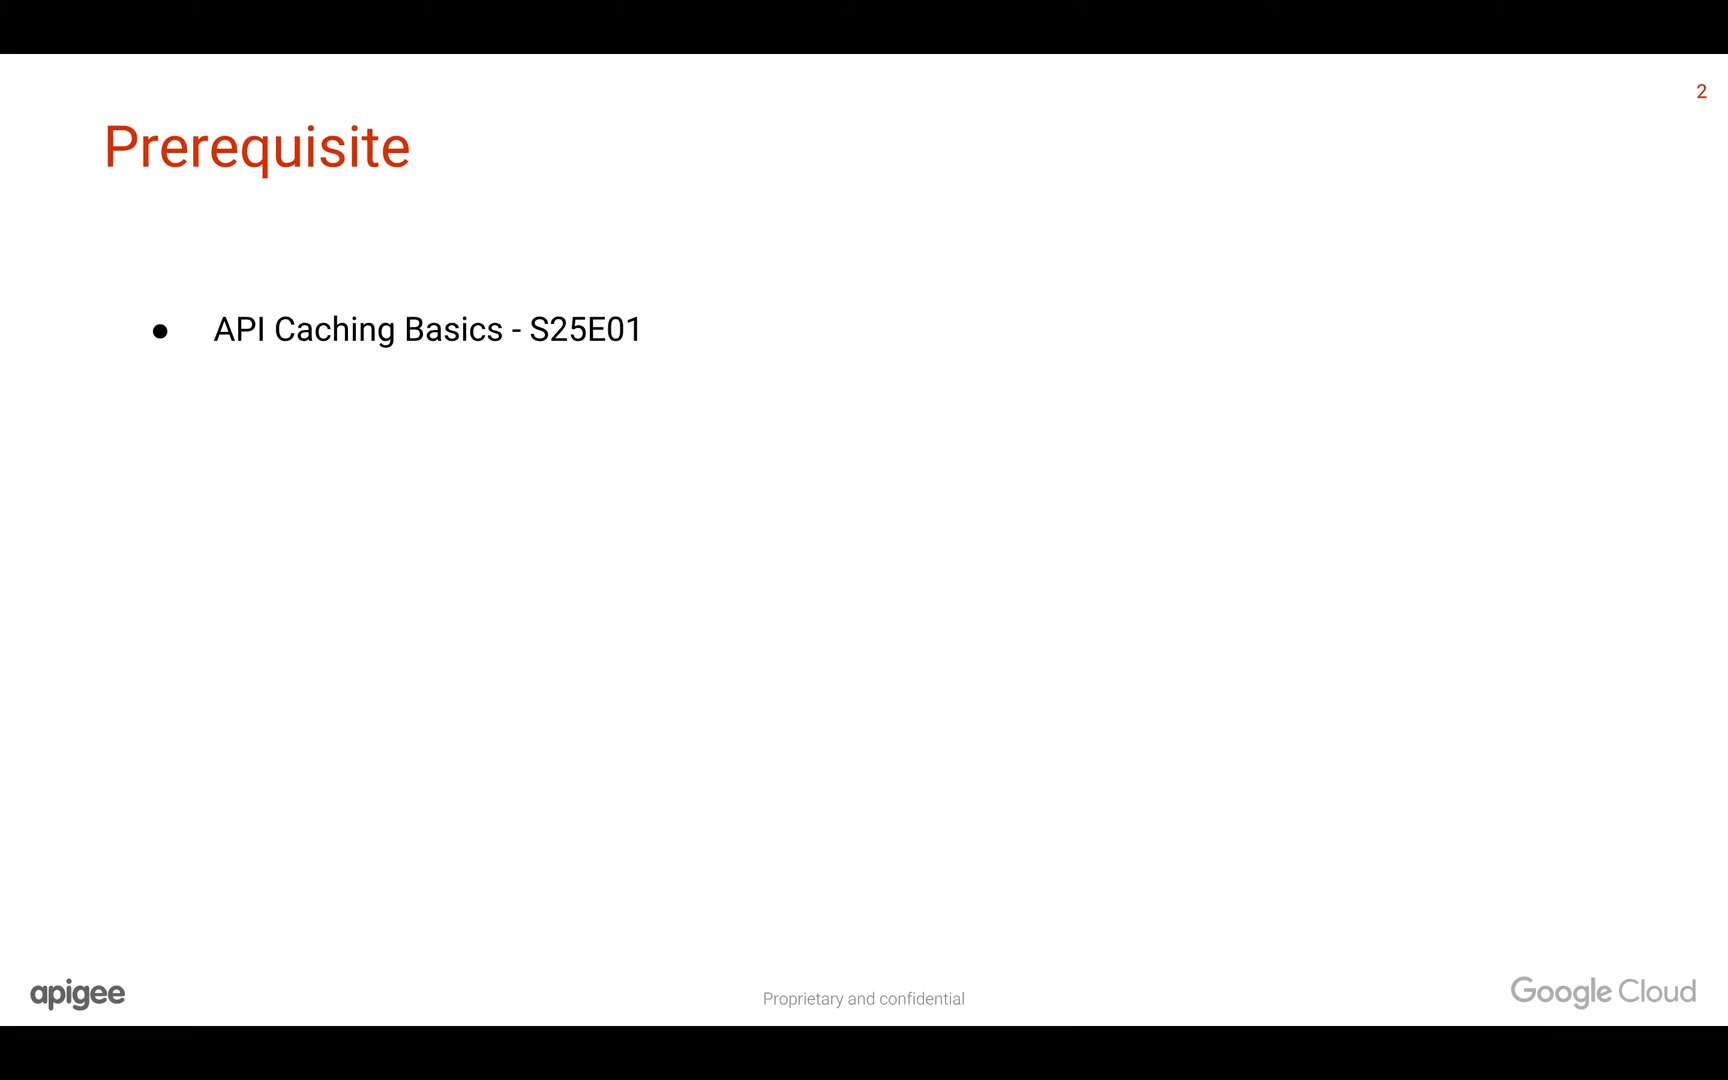 2
Prerequisite
● API Caching Basics - S25E01
apigee
Proprietary and confidential
Google Cloud